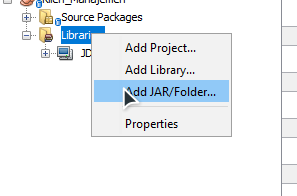 Source Packages
Libraries
JD
Add Project...
Add Library...
Add JAR/Folder...
Properties